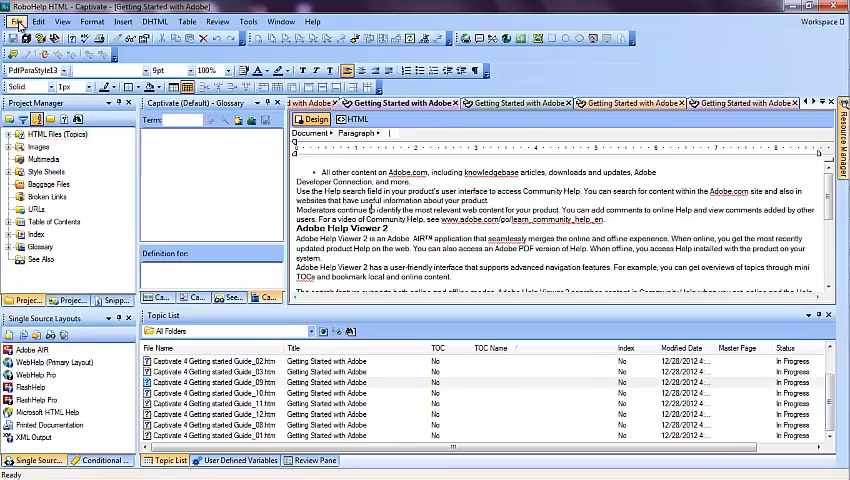 RoboHelp HTML - Captivate - [Getting Started with Adobe]
File Edit View Format Insert DHTML Table Review Tools Window Help
Workspace
PdfParaStyle13 9pt 100%
Solid 1px
Project Manager
HTML Files (Topics)
Images
Multimedia
Style Sheets
Baggage Files
Broken Links
URLs
Table of Contents
Index
Glossary
See Also
Projec... Projec... Snipp...
Captivate (Default) - Glossary
Term:
Definition for:
Ca... Ca... See... Ca...
d with Adobe Getting Started with Adobe Getting Started with Adobe Getting Started with Adobe Getting Started with Adobe
Design HTML
Document Paragraph
1 2 3 4 5 6 7 8
• All other content on Adobe.com, including knowledgebase articles, downloads and updates, Adobe
Developer Connection, and more.
Use the Help search field in your product's user interface to access Community Help. You can search for content within the Adobe.com site and also in
websites that have useful information about your product.
Moderators continue to identify the most relevant web content for your product. You can add comments to online Help and view comments added by other
users. For a video of Community Help, see www.adobe.com/go/learn_community_help_en.
Adobe Help Viewer 2
Adobe Help Viewer 2 is an Adobe AIR™ application that seamlessly merges the online and offline experience. When online, you get the most recently
updated product Help on the web. You can also access an Adobe PDF version of Help. When offline, you access Help installed with the product on your
system.
Adobe Help Viewer 2 has a user-friendly interface that supports advanced navigation features. For example, you can get overviews of topics through mini
TOCs and bookmark local and online content.
Resource Manager
Single Source Layouts
Adobe AIR
WebHelp (Primary Layout)
WebHelp Pro
FlashHelp
FlashHelp Pro
Microsoft HTML Help
Printed Documentation
XML Output
Single Sourc... Conditional ...
Topic List
All Folders
File Name Title TOC TOC Name Index Modified Date Master Page Status
Captivate 4 Getting started Guide_02.htm Getting Started with Adobe No No 12/28/2012 4:... In Progress
Captivate 4 Getting started Guide_03.htm Getting Started with Adobe No No 12/28/2012 4:... In Progress
Captivate 4 Getting started Guide_09.htm Getting Started with Adobe No No 12/28/2012 4:... In Progress
Captivate 4 Getting started Guide_10.htm Getting Started with Adobe No No 12/28/2012 4:... In Progress
Captivate 4 Getting started Guide_11.htm Getting Started with Adobe No No 12/28/2012 4:... In Progress
Captivate 4 Getting started Guide_12.htm Getting Started with Adobe No No 12/28/2012 4:... In Progress
Captivate 4 Getting started Guide_08.htm Getting Started with Adobe No No 12/28/2012 4:... In Progress
Captivate 4 Getting started Guide_01.htm Getting Started with Adobe No No 12/28/2012 4:... In Progress
Topic List User Defined Variables Review Pane
Ready